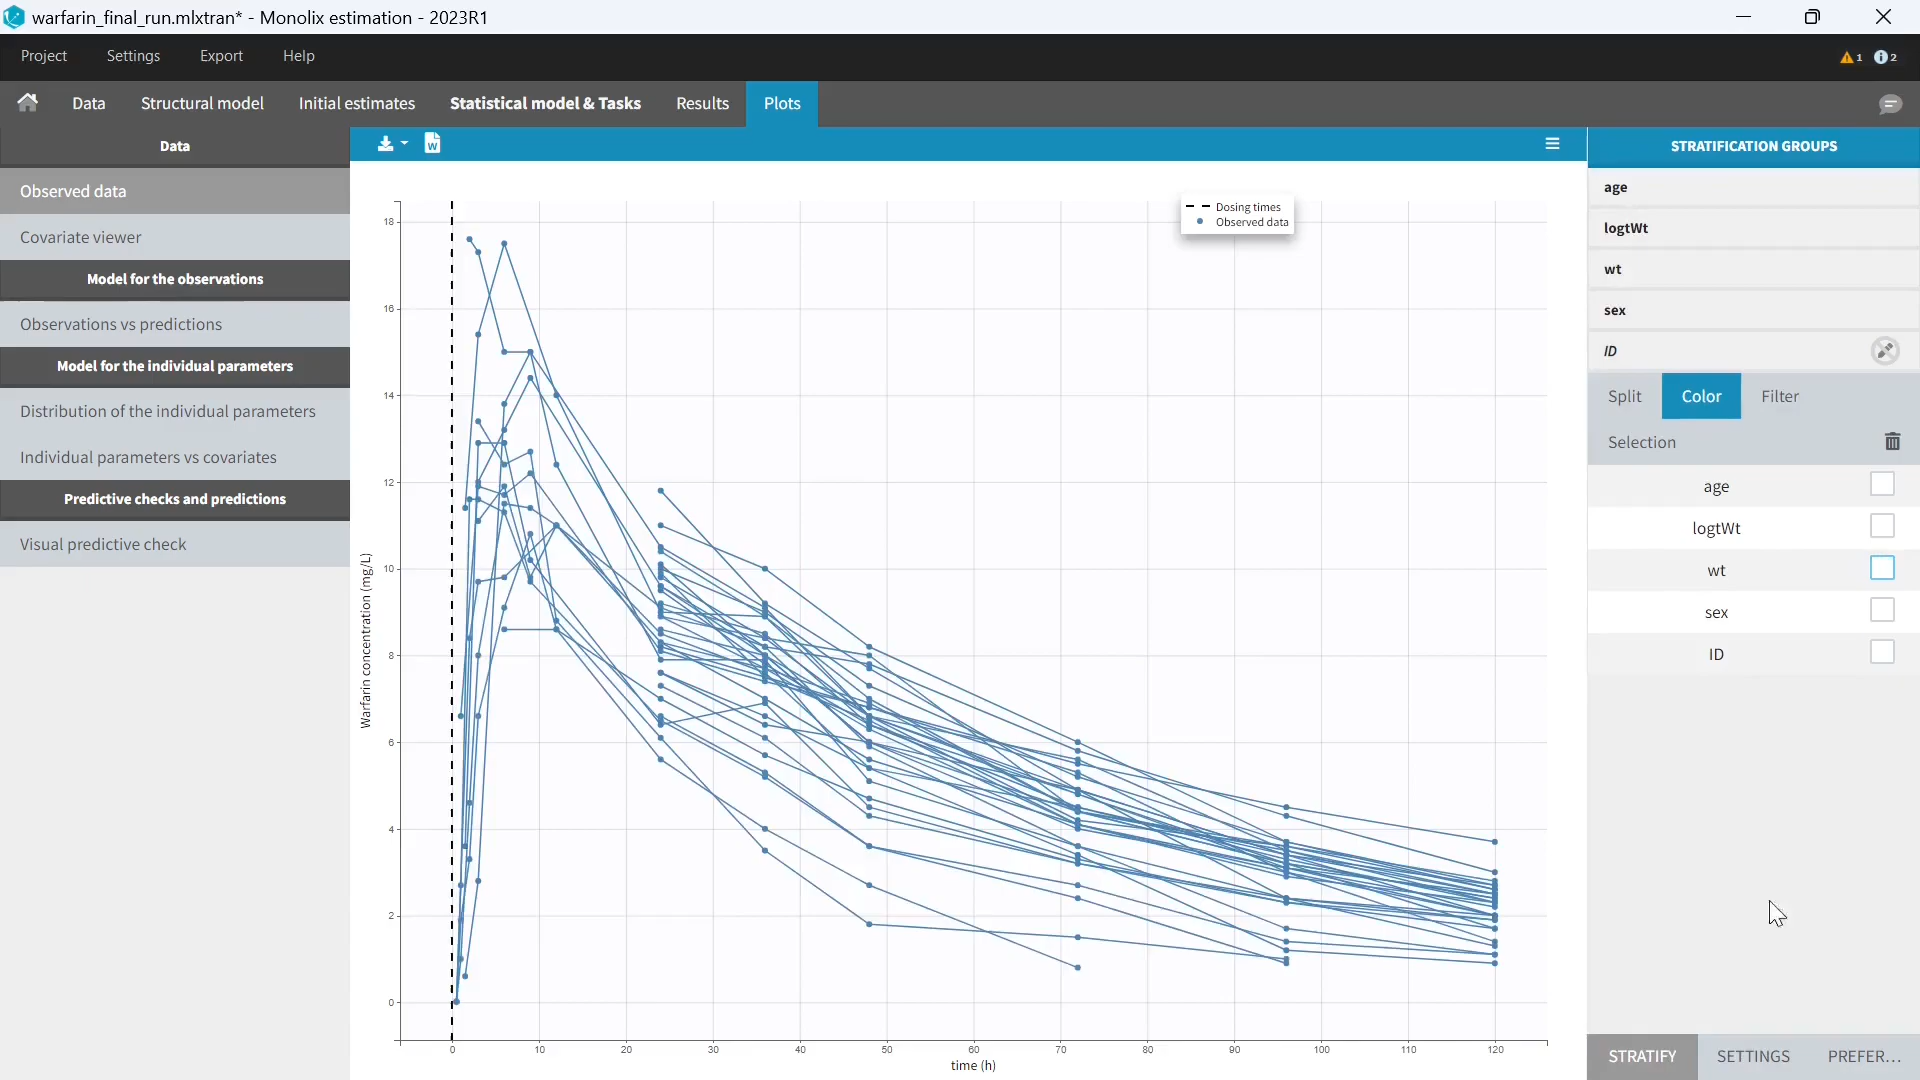 warfarin_final_run.mlxtran* - Monolix estimation - 2023R1
Project Settings Export Help
1 2
Data Structural model Initial estimates Statistical model & Tasks Results Plots
Data
Observed data
Covariate viewer
Model for the observations
Observations vs predictions
Model for the individual parameters
Distribution of the individual parameters
Individual parameters vs covariates
Predictive checks and predictions
Visual predictive check
W
Dosing times
Observed data
Warfarin concentration (mg/L)
18
16
14
12
10
8
6
4
2
0
0 10 20 30 40 50 60 70 80 90 100 110 120
time (h)
STRATIFICATION GROUPS
age
logtWt
wt
sex
ID
Split Color Filter
Selection
age
logtWt
wt
sex
ID
STRATIFY SETTINGS PREFER...